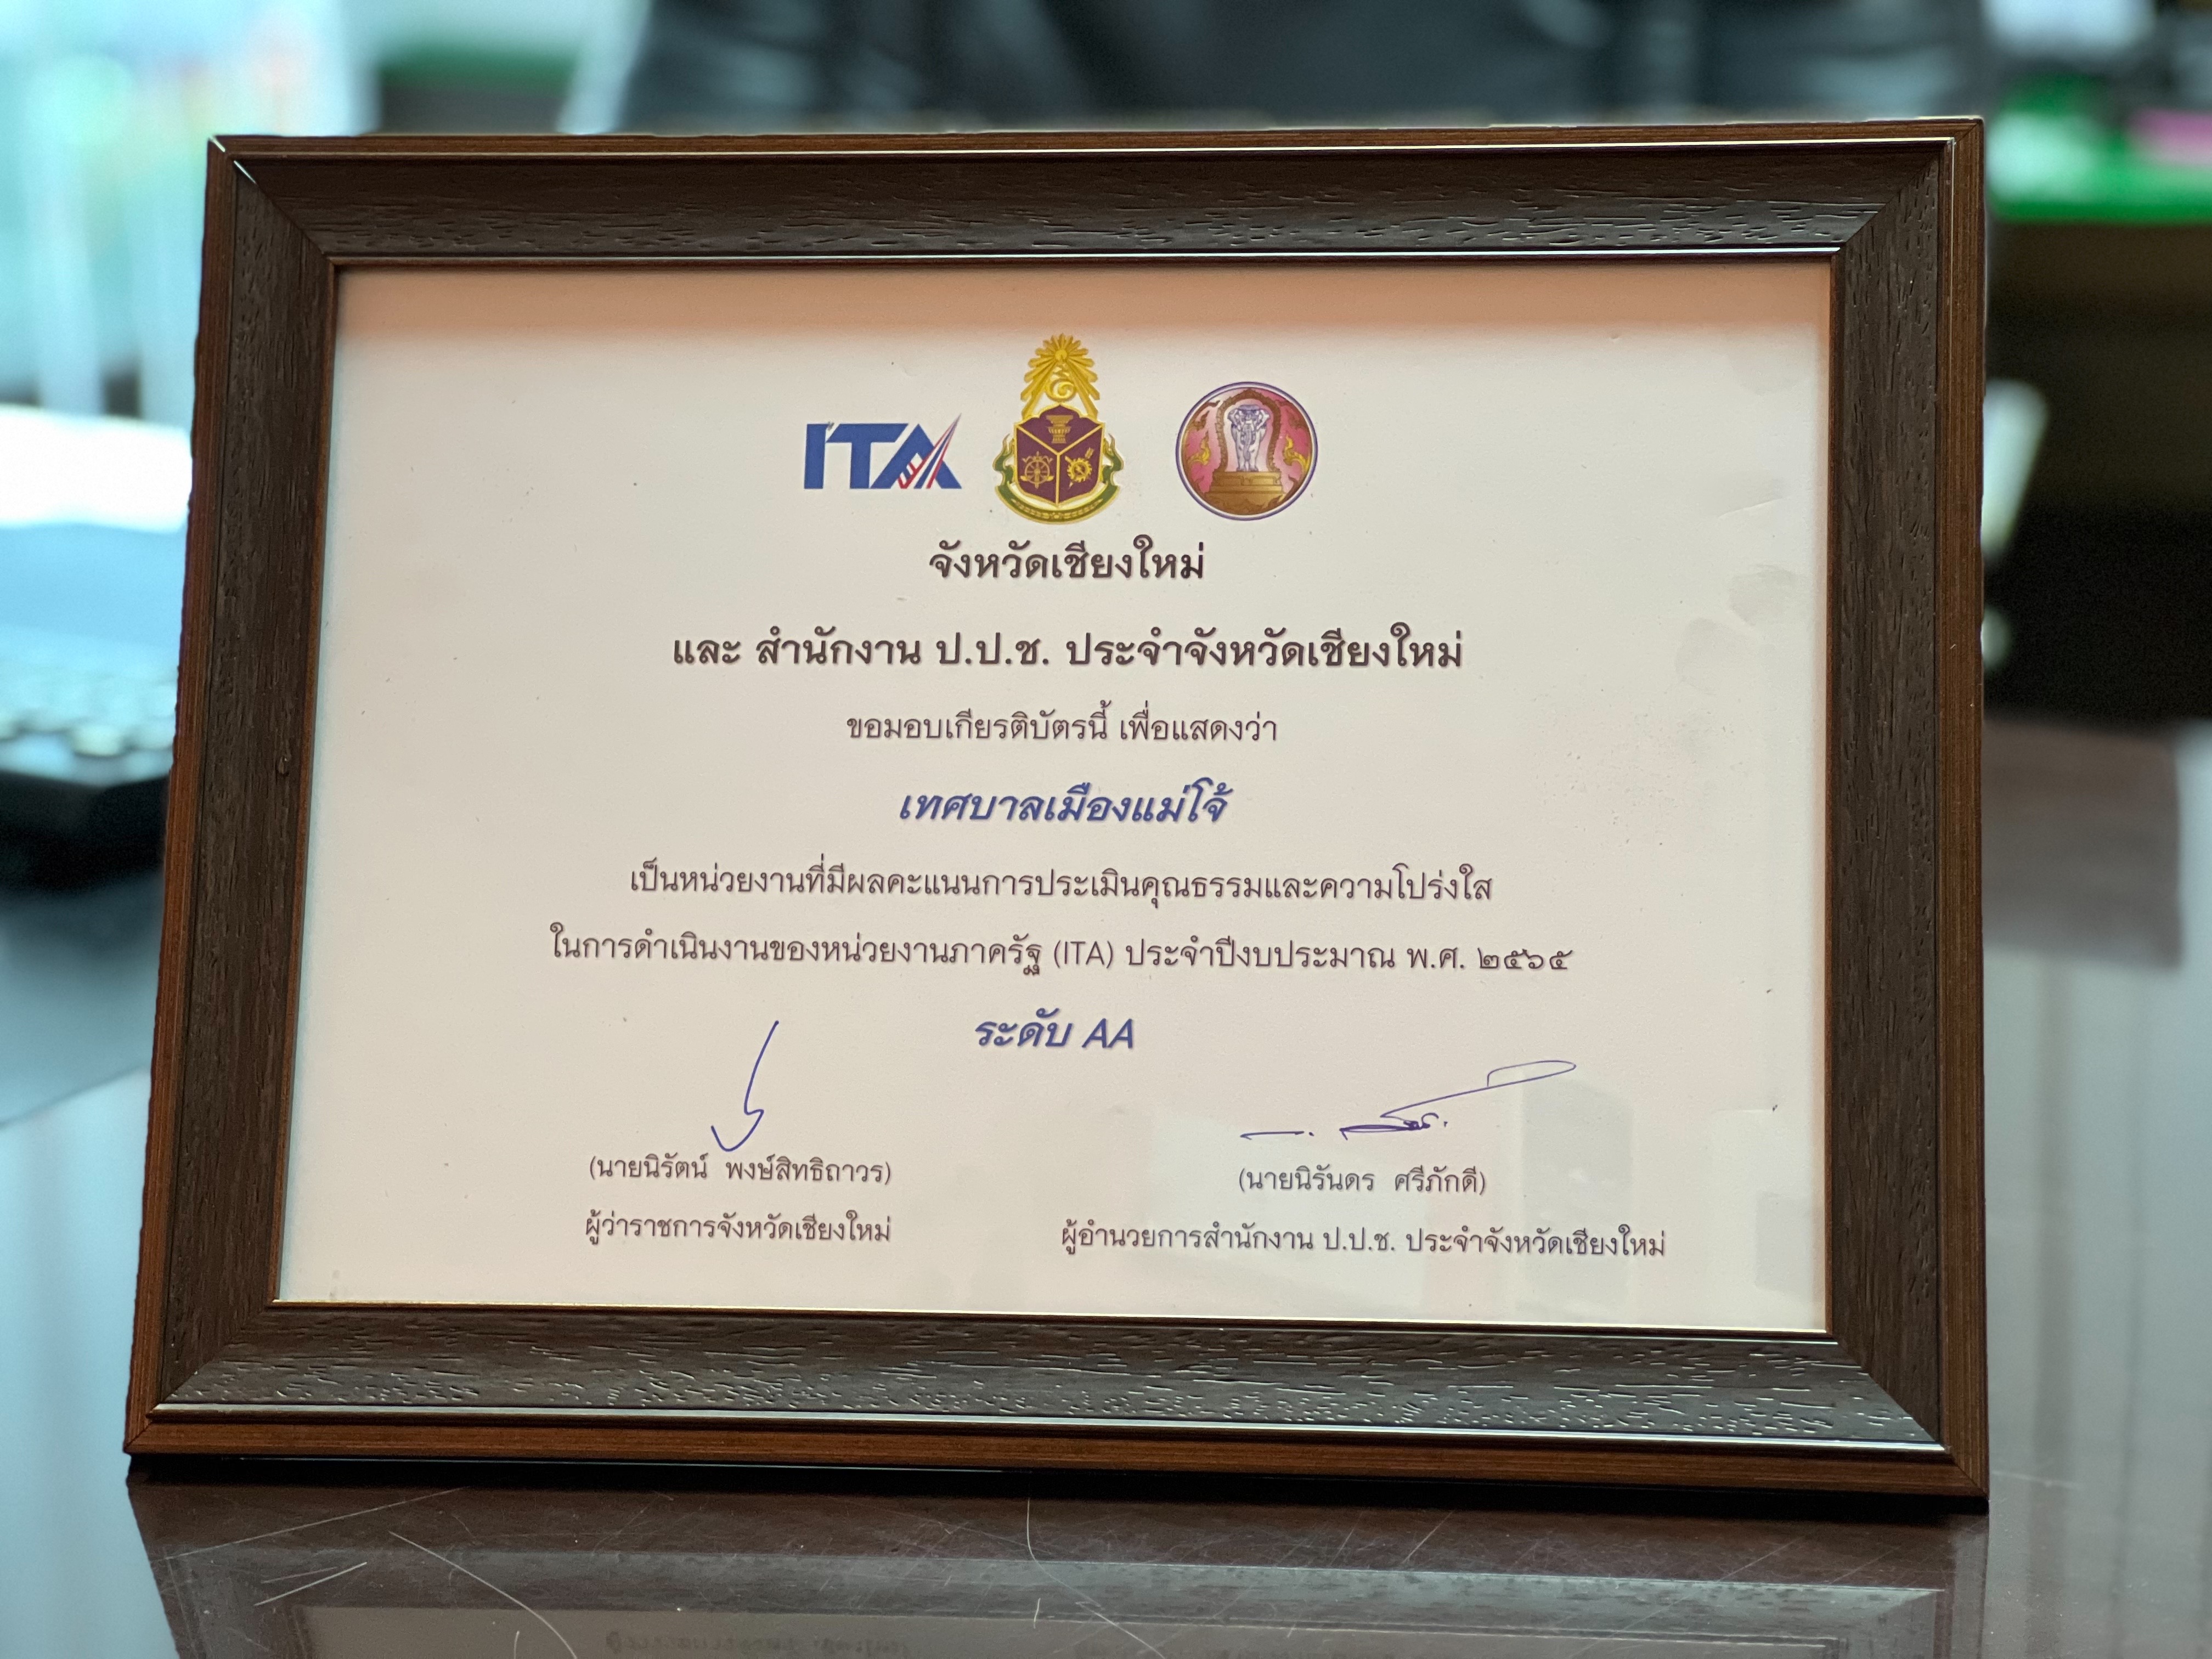 ITA
จังหวัดเชียงใหม่
และ สำนักงาน ป.ป.ช. ประจำจังหวัดเชียงใหม่
ขอมอบเกียรติบัตรนี้ เพื่อแสดงว่า
เทศบาลเมืองแม่โจ้
เป็นหน่วยงานที่มีผลคะแนนการประเมินคุณธรรมและความโปร่งใส
ในการดำเนินงานของหน่วยงานภาครัฐ (ITA) ประจำปีงบประมาณ พ.ศ. ๒๕๖๕
ระดับ AA
(นายนิรัตน์ พงษ์สิทธิถาวร) (นายนิรันดร ศรีภักดี)
ผู้ว่าราชการจังหวัดเชียงใหม่ ผู้อำนวยการสำนักงาน ป.ป.ช. ประจำจังหวัดเชียงใหม่